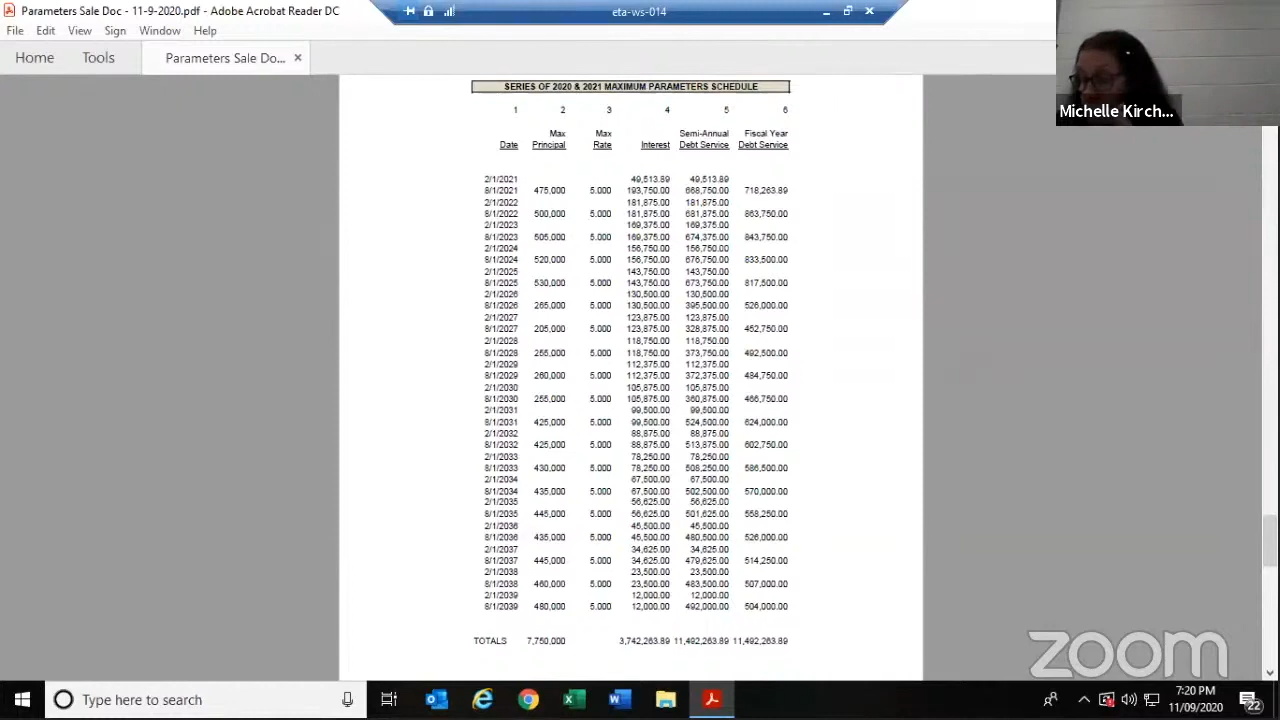 Parameters Sale Doc - 11-9-2020.pdf - Adobe Acrobat Reader DC
eta-ws-014
File Edit View Sign Window Help
Home Tools Parameters Sale Do... ×
Michelle Kirch...
SERIES OF 2020 & 2021 MAXIMUM PARAMETERS SCHEDULE
1 2 3 4 5 6
Max Max Semi-Annual Fiscal Year
Date Principal Rate Interest Debt Service Debt Service
2/1/2021 49,513.89 49,513.89
8/1/2021 475,000 5.000 193,750.00 668,750.00 718,263.89
2/1/2022 181,875.00 181,875.00
8/1/2022 500,000 5.000 181,875.00 681,875.00 863,750.00
2/1/2023 169,375.00 169,375.00
8/1/2023 505,000 5.000 169,375.00 674,375.00 843,750.00
2/1/2024 156,750.00 156,750.00
8/1/2024 520,000 5.000 156,750.00 676,750.00 833,500.00
2/1/2025 143,750.00 143,750.00
8/1/2025 530,000 5.000 143,750.00 673,750.00 817,500.00
2/1/2026 130,500.00 130,500.00
8/1/2026 265,000 5.000 130,500.00 395,500.00 526,000.00
2/1/2027 123,875.00 123,875.00
8/1/2027 205,000 5.000 123,875.00 328,875.00 452,750.00
2/1/2028 118,750.00 118,750.00
8/1/2028 255,000 5.000 118,750.00 373,750.00 492,500.00
2/1/2029 112,375.00 112,375.00
8/1/2029 260,000 5.000 112,375.00 372,375.00 484,750.00
2/1/2030 105,875.00 105,875.00
8/1/2030 255,000 5.000 105,875.00 360,875.00 466,750.00
2/1/2031 99,500.00 99,500.00
8/1/2031 425,000 5.000 99,500.00 524,500.00 624,000.00
2/1/2032 88,875.00 88,875.00
8/1/2032 425,000 5.000 88,875.00 513,875.00 602,750.00
2/1/2033 78,250.00 78,250.00
8/1/2033 430,000 5.000 78,250.00 508,250.00 586,500.00
2/1/2034 67,500.00 67,500.00
8/1/2034 435,000 5.000 67,500.00 502,500.00 570,000.00
2/1/2035 56,625.00 56,625.00
8/1/2035 445,000 5.000 56,625.00 501,625.00 558,250.00
2/1/2036 45,500.00 45,500.00
8/1/2036 435,000 5.000 45,500.00 480,500.00 526,000.00
2/1/2037 34,625.00 34,625.00
8/1/2037 445,000 5.000 34,625.00 479,625.00 514,250.00
2/1/2038 23,500.00 23,500.00
8/1/2038 460,000 5.000 23,500.00 483,500.00 507,000.00
2/1/2039 12,000.00 12,000.00
8/1/2039 480,000 5.000 12,000.00 492,000.00 504,000.00
TOTALS 7,750,000 3,742,263.89 11,492,263.89 11,492,263.89
zoom
Type here to search
7:20 PM
11/09/2020
22